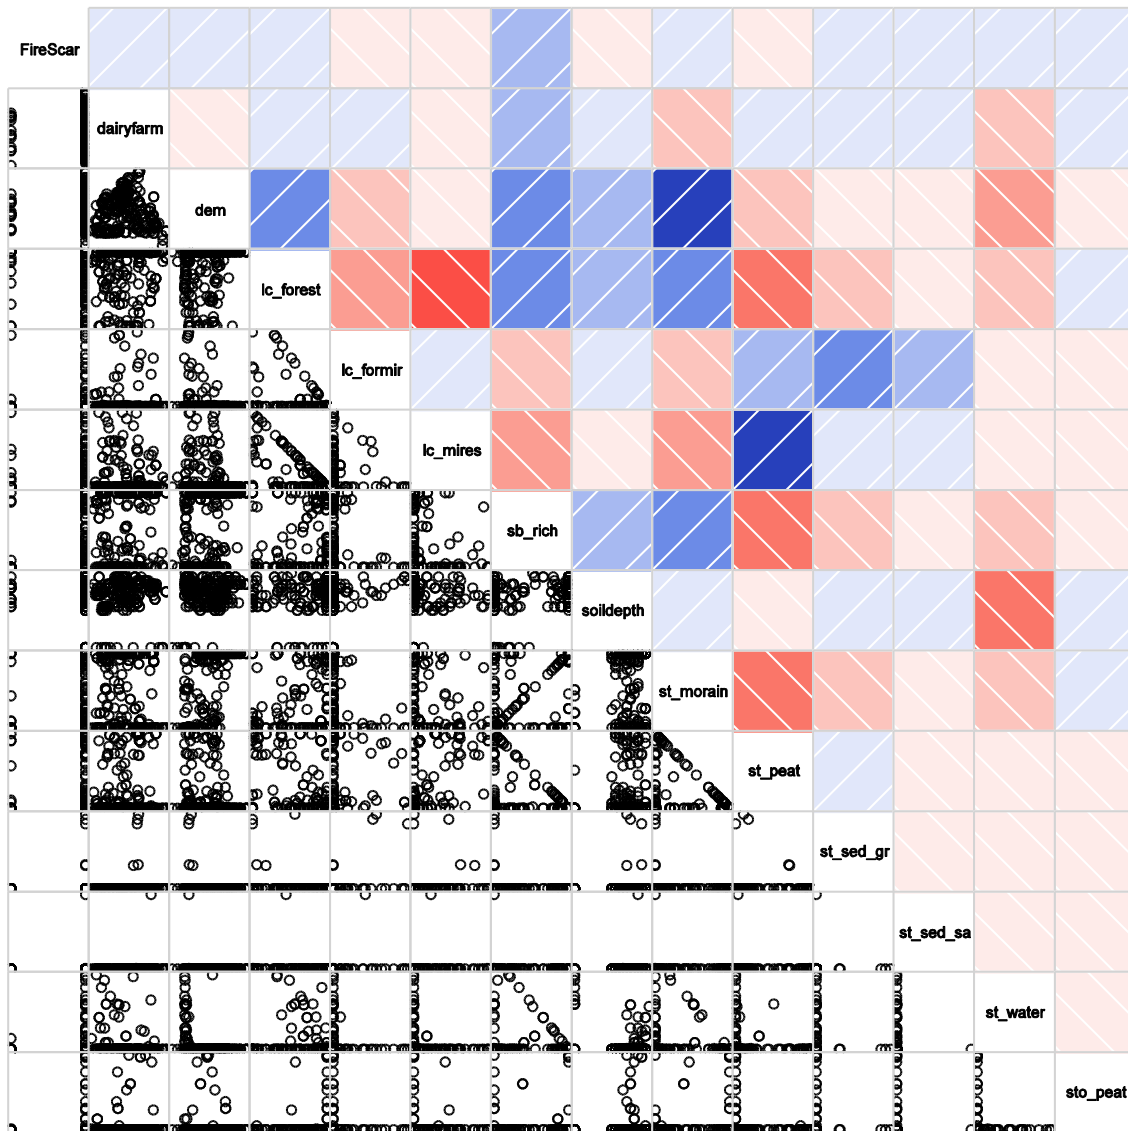 FireScar
dairyfarm
dem
lc_forest
lc_formir
lc_mires
sb_rich
soildepth
st_morain
st_peat
st_sed_gr
st_sed_sa
st_water
sto_peat